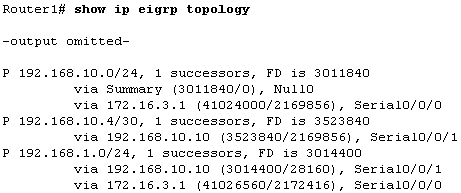 Router1# show ip eigrp topology
-output omitted-
P 192.168.10.0/24, 1 successors, FD is 3011840
via Summary (3011840/0), Null0
via 172.16.3.1 (41024000/2169856), Serial0/0/0
P 192.168.10.4/30, 1 successors, FD is 3523840
via 192.168.10.10 (3523840/2169856), Serial0/0/1
P 192.168.1.0/24, 1 successors, FD is 3014400
via 192.168.10.10 (3014400/28160), Serial0/0/1
via 172.16.3.1 (41026560/2172416), Serial0/0/0